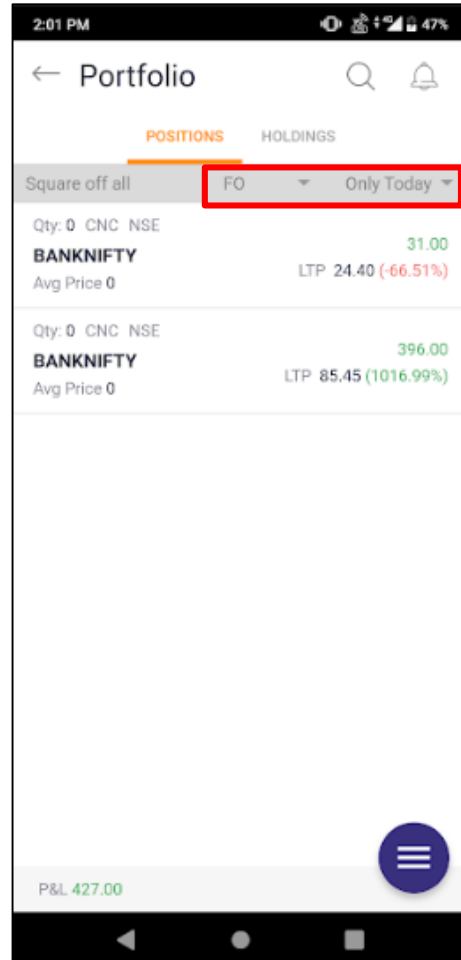 2:01 PM 47%
Portfolio
POSITIONS HOLDINGS
Square off all FO Only Today
Qty: 0 CNC NSE
31.00
BANKNIFTY
LTP 24.40 (-66.51%)
Avg Price 0
Qty: 0 CNC NSE
396.00
BANKNIFTY
LTP 85.45 (1016.99%)
Avg Price 0
P&L 427.00